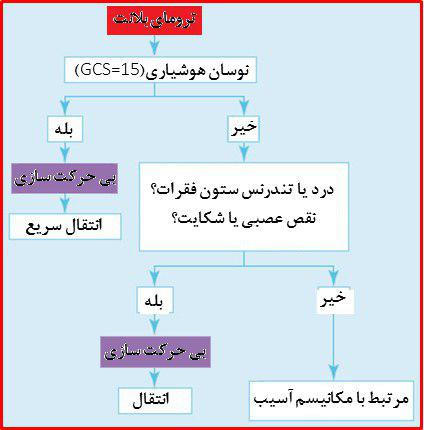 ترومای بلانت
نوسان هوشیاری(GCS=15)
خیر
بله
بی حرکت سازی
انتقال سریع
درد یا تندرنس ستون فقرات؟
نقص عصبی یا شکایت؟
خیر
بله
بی حرکت سازی
انتقال
مرتبط با مکانیسم آسیب